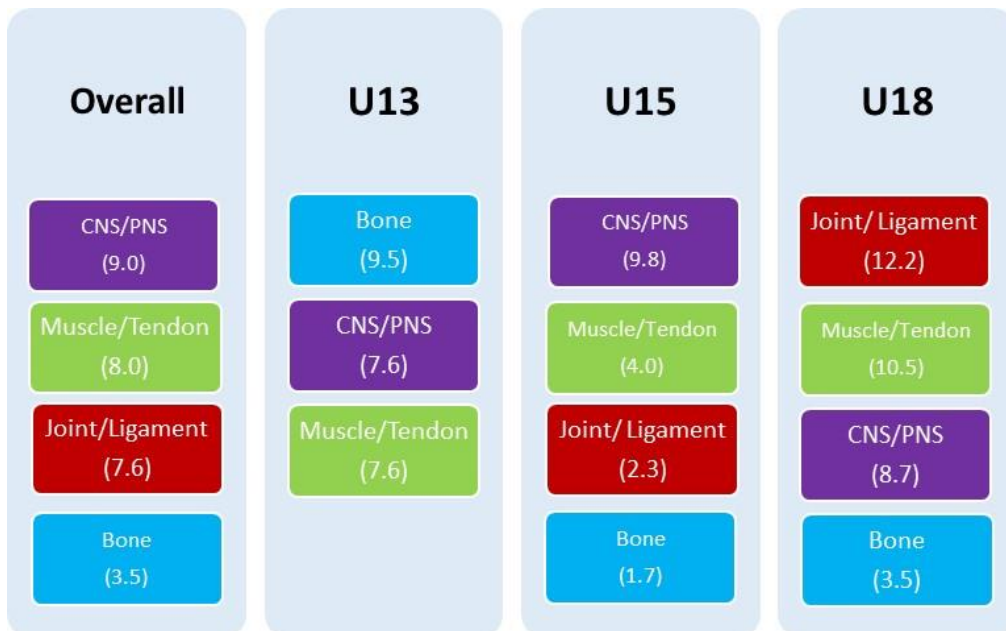 Overall
CNS/PNS
(9.0)
Muscle/Tendon
(8.0)
Joint/Ligament
(7.6)
Bone
(3.5)
U13
Bone
(9.5)
CNS/PNS
(7.6)
Muscle/Tendon
(7.6)
U15
CNS/PNS
(9.8)
Muscle/Tendon
(4.0)
Joint/ Ligament
(2.3)
Bone
(1.7)
U18
Joint/ Ligament
(12.2)
Muscle/Tendon
(10.5)
CNS/PNS
(8.7)
Bone
(3.5)